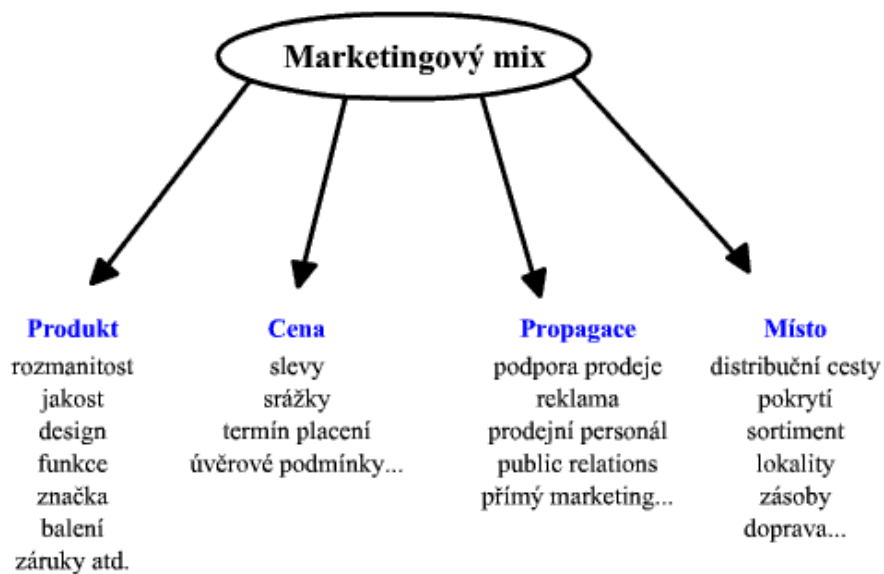 Marketingový mix
Produkt
rozmanitost
jakost
design
funkce
značka
balení
záruky atd.
Cena
slevy
srážky
termín placení
úvěrové podmínky...
Propagace
podpora prodeje
reklama
prodejní personál
public relations
přímý marketing...
Místo
distribuční cesty
pokrytí
sortiment
lokality
zásoby
doprava...